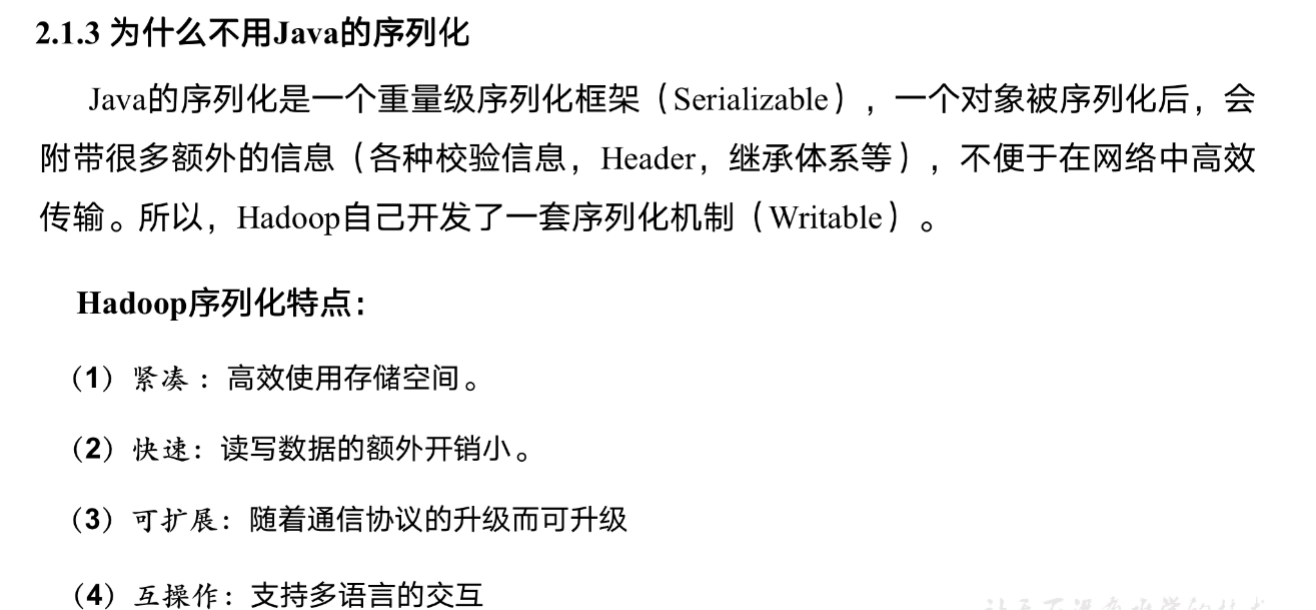 2.1.3 为什么不用Java的序列化
Java的序列化是一个重量级序列化框架（Serializable），一个对象被序列化后，会
附带很多额外的信息（各种校验信息，Header，继承体系等），不便于在网络中高效
传输。所以，Hadoop自己开发了一套序列化机制（Writable）。
Hadoop序列化特点：
（1）紧凑：高效使用存储空间。
（2）快速：读写数据的额外开销小。
（3）可扩展：随着通信协议的升级而可升级
（4）互操作：支持多语言的交互